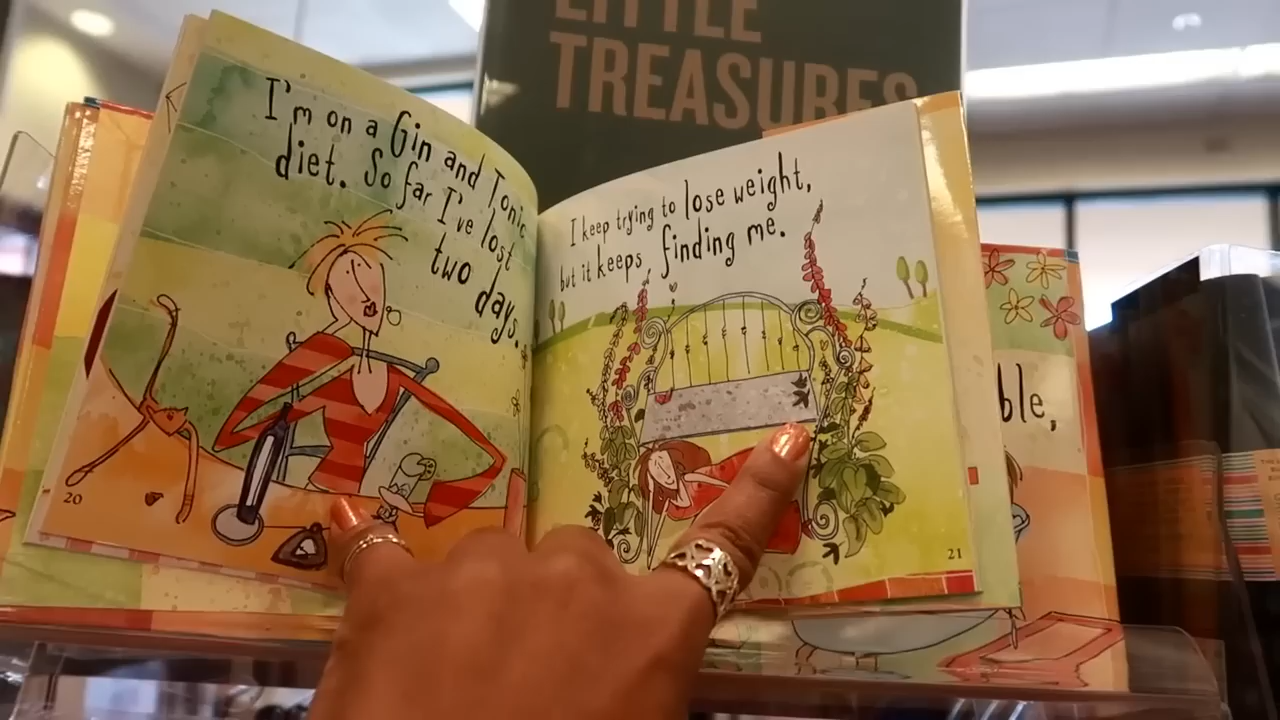 LITTLE
TREASURES
I'm on a Gin and Tonic
diet. So far I've lost
two days.
20
I keep trying to lose weight,
but it keeps finding me.
21
ble,